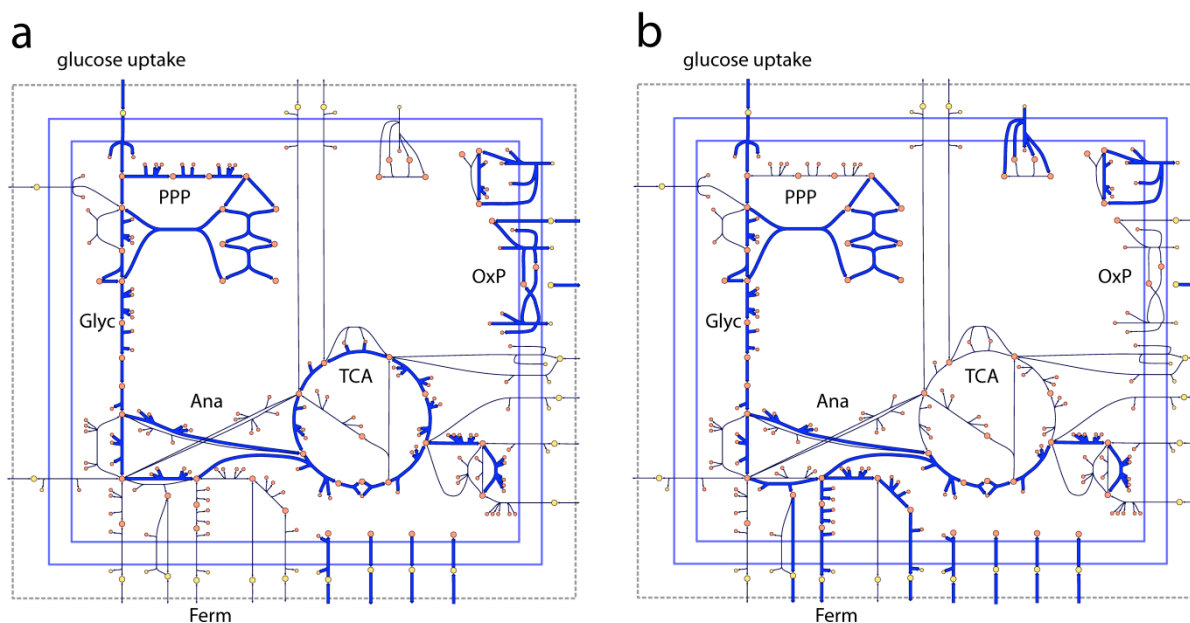 a
glucose uptake
PPP
OxP
Glyc
TCA
Ana
Ferm
b
glucose uptake
PPP
OxP
Glyc
TCA
Ana
Ferm